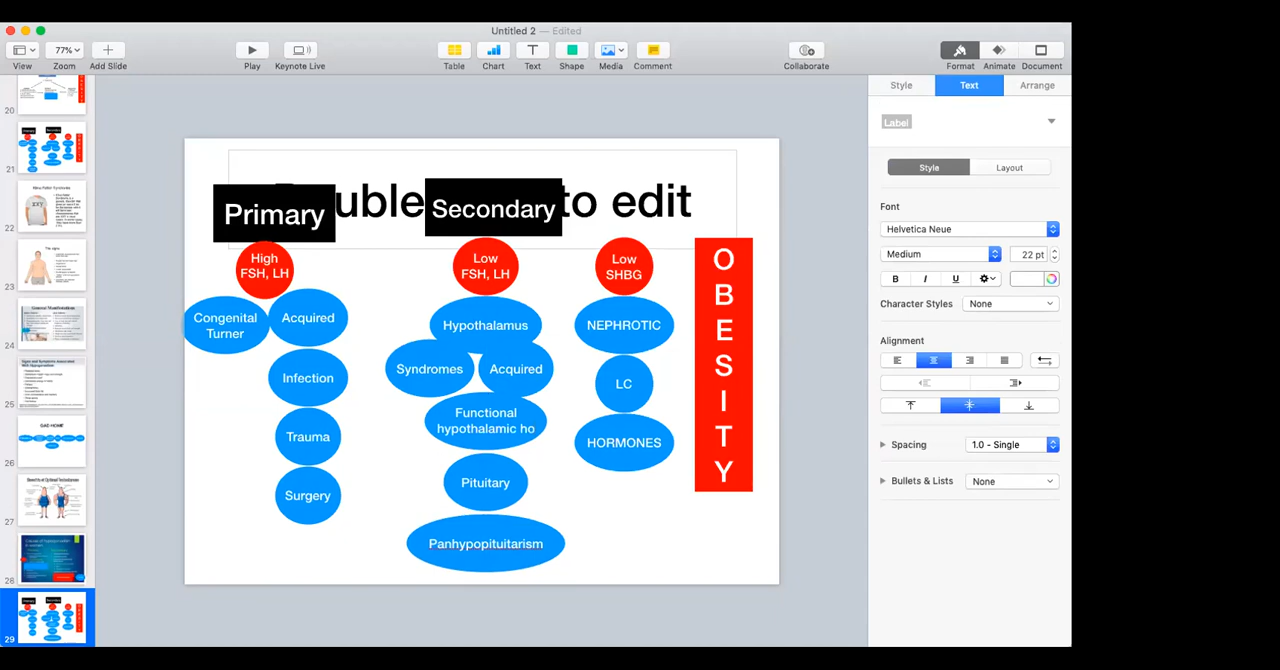 Untitled 2 — Edited
View
77%
Zoom
Add Slide
Play
Keynote Live
Table
Chart
Text
Shape
Media
Comment
Collaborate
Format
Animate
Document
20
21
22
23
24
25
26
27
28
29
Primary
Secondary
uble
to edit
High
FSH, LH
Congenital
Turner
Acquired
Infection
Trauma
Surgery
Low
FSH, LH
Hypothalamus
Syndromes
Acquired
Functional
hypothalamic ho
Pituitary
Panhypopituitarism
Low
SHBG
NEPHROTIC
LC
HORMONES
O
B
E
S
I
T
Y
Style
Text
Arrange
Label
Style
Layout
Font
Helvetica Neue
Medium
22 pt
B
I
U
Character Styles
None
Alignment
Spacing
1.0 - Single
Bullets & Lists
None